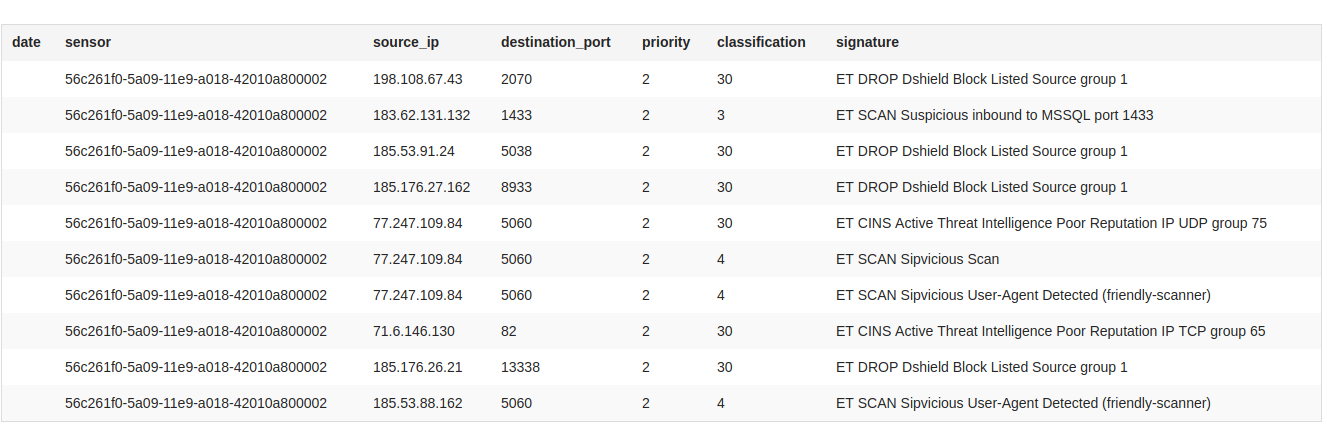 date sensor source_ip destination_port priority classification signature
56c261f0-5a09-11e9-a018-42010a800002 198.108.67.43 2070 2 30 ET DROP Dshield Block Listed Source group 1
56c261f0-5a09-11e9-a018-42010a800002 183.62.131.132 1433 2 3 ET SCAN Suspicious inbound to MSSQL port 1433
56c261f0-5a09-11e9-a018-42010a800002 185.53.91.24 5038 2 30 ET DROP Dshield Block Listed Source group 1
56c261f0-5a09-11e9-a018-42010a800002 185.176.27.162 8933 2 30 ET DROP Dshield Block Listed Source group 1
56c261f0-5a09-11e9-a018-42010a800002 77.247.109.84 5060 2 30 ET CINS Active Threat Intelligence Poor Reputation IP UDP group 75
56c261f0-5a09-11e9-a018-42010a800002 77.247.109.84 5060 2 4 ET SCAN Sipvicious Scan
56c261f0-5a09-11e9-a018-42010a800002 77.247.109.84 5060 2 4 ET SCAN Sipvicious User-Agent Detected (friendly-scanner)
56c261f0-5a09-11e9-a018-42010a800002 71.6.146.130 82 2 30 ET CINS Active Threat Intelligence Poor Reputation IP TCP group 65
56c261f0-5a09-11e9-a018-42010a800002 185.176.26.21 13338 2 30 ET DROP Dshield Block Listed Source group 1
56c261f0-5a09-11e9-a018-42010a800002 185.53.88.162 5060 2 4 ET SCAN Sipvicious User-Agent Detected (friendly-scanner)